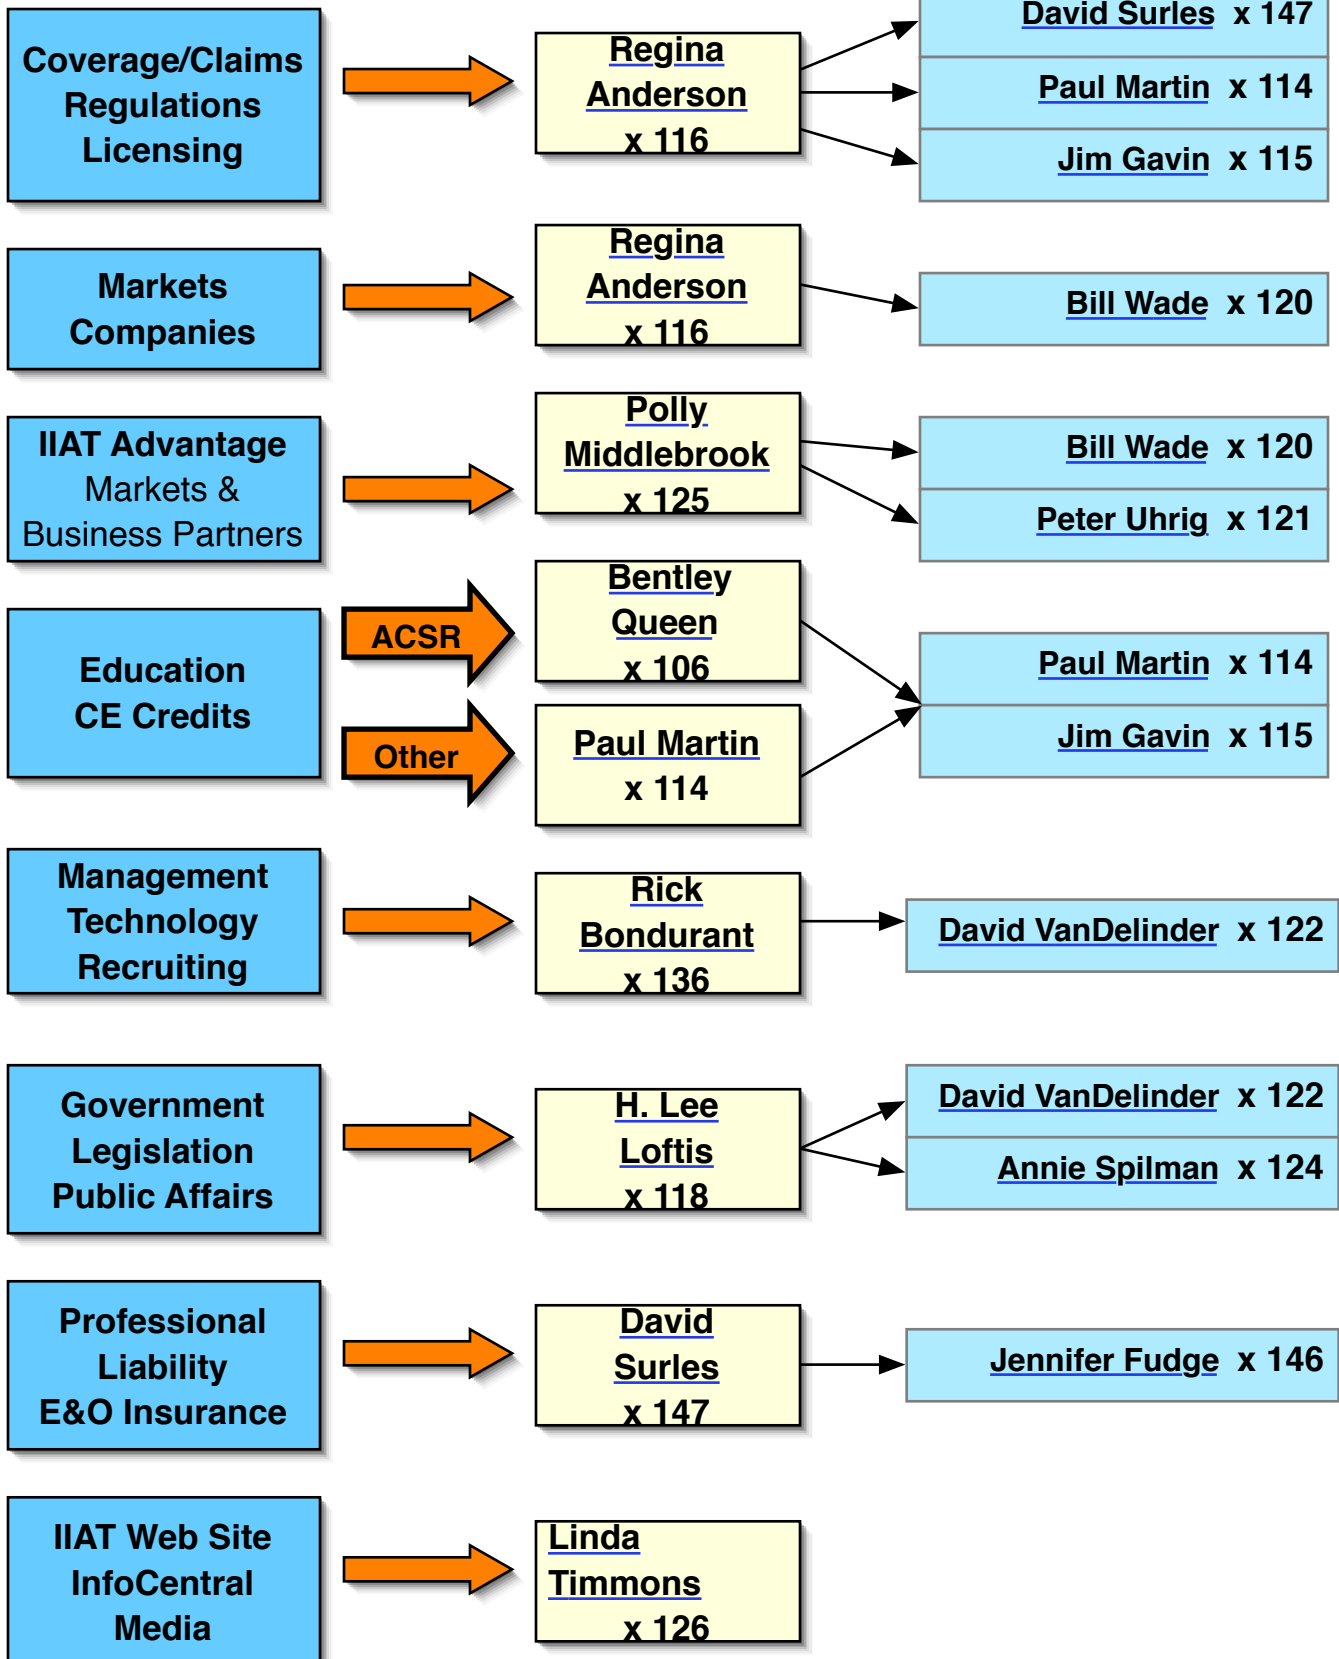 Coverage/Claims
Regulations
Licensing
Regina
Anderson
x 116
David Surles x 147
Paul Martin x 114
Jim Gavin x 115
Markets
Companies
Regina
Anderson
x 116
Bill Wade x 120
IIAT Advantage
Markets &
Business Partners
Polly
Middlebrook
x 125
Bill Wade x 120
Peter Uhrig x 121
Education
CE Credits
ACSR
Bentley
Queen
x 106
Other
Paul Martin
x 114
Paul Martin x 114
Jim Gavin x 115
Management
Technology
Recruiting
Rick
Bondurant
x 136
David VanDelinder x 122
Government
Legislation
Public Affairs
H. Lee
Loftis
x 118
David VanDelinder x 122
Annie Spilman x 124
Professional
Liability
E&O Insurance
David
Surles
x 147
Jennifer Fudge x 146
IIAT Web Site
InfoCentral
Media
Linda
Timmons
x 126